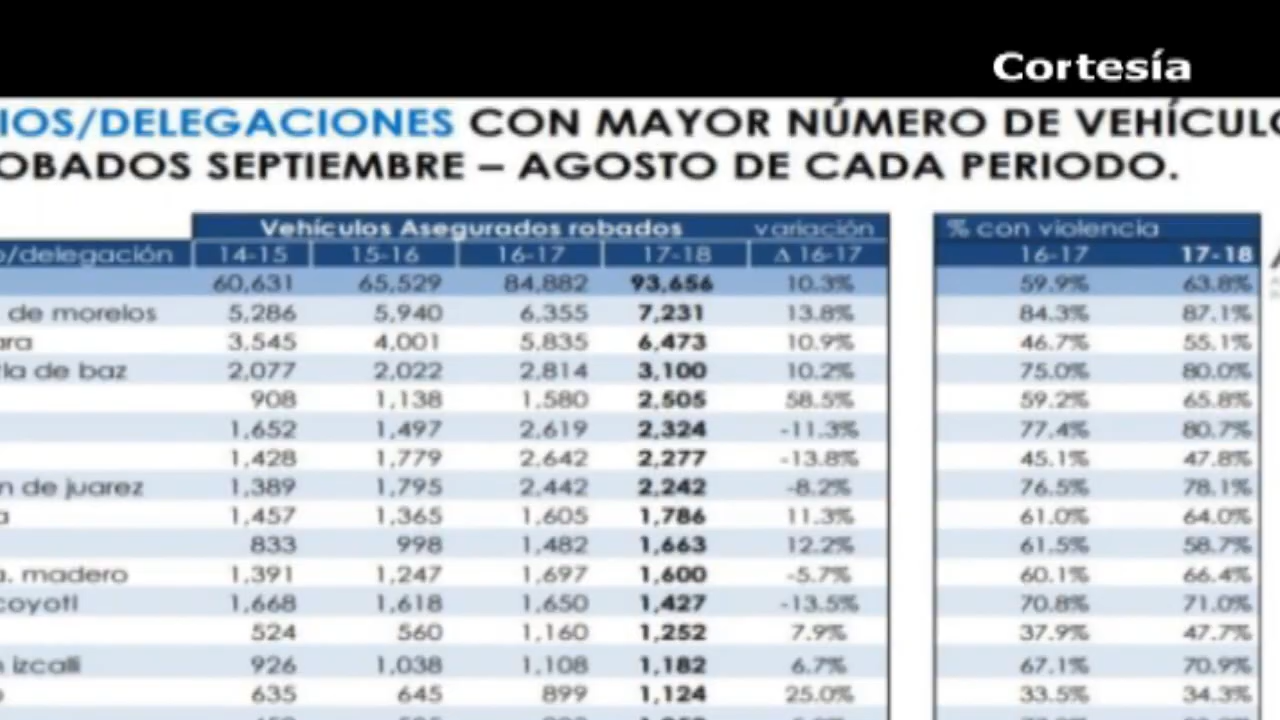 Cortesía
IOS/DELEGACIONES CON MAYOR NÚMERO DE VEHÍCULO
OBADOS SEPTIEMBRE – AGOSTO DE CADA PERIODO.
Vehículos Asegurados robados variación % con violencia
o/delegación 14-15 15-16 16-17 17-18 Δ 16-17 16-17 17-18
60,631 65,529 84,882 93,656 10.3% 59.9% 63.8%
de morelos 5,286 5,940 6,355 7,231 13.8% 84.3% 87.1%
ara 3,545 4,001 5,835 6,473 10.9% 46.7% 55.1%
tla de baz 2,077 2,022 2,814 3,100 10.2% 75.0% 80.0%
908 1,138 1,580 2,505 58.5% 59.2% 65.8%
1,652 1,497 2,619 2,324 -11.3% 77.4% 80.7%
1,428 1,779 2,642 2,277 -13.8% 45.1% 47.8%
n de juarez 1,389 1,795 2,442 2,242 -8.2% 76.5% 78.1%
a 1,457 1,365 1,605 1,786 11.3% 61.0% 64.0%
833 998 1,482 1,663 12.2% 61.5% 58.7%
a. madero 1,391 1,247 1,697 1,600 -5.7% 60.1% 66.4%
coyotl 1,668 1,618 1,650 1,427 -13.5% 70.8% 71.0%
524 560 1,160 1,252 7.9% 37.9% 47.7%
n izcalli 926 1,038 1,108 1,182 6.7% 67.1% 70.9%
o 635 645 899 1,124 25.0% 33.5% 34.3%